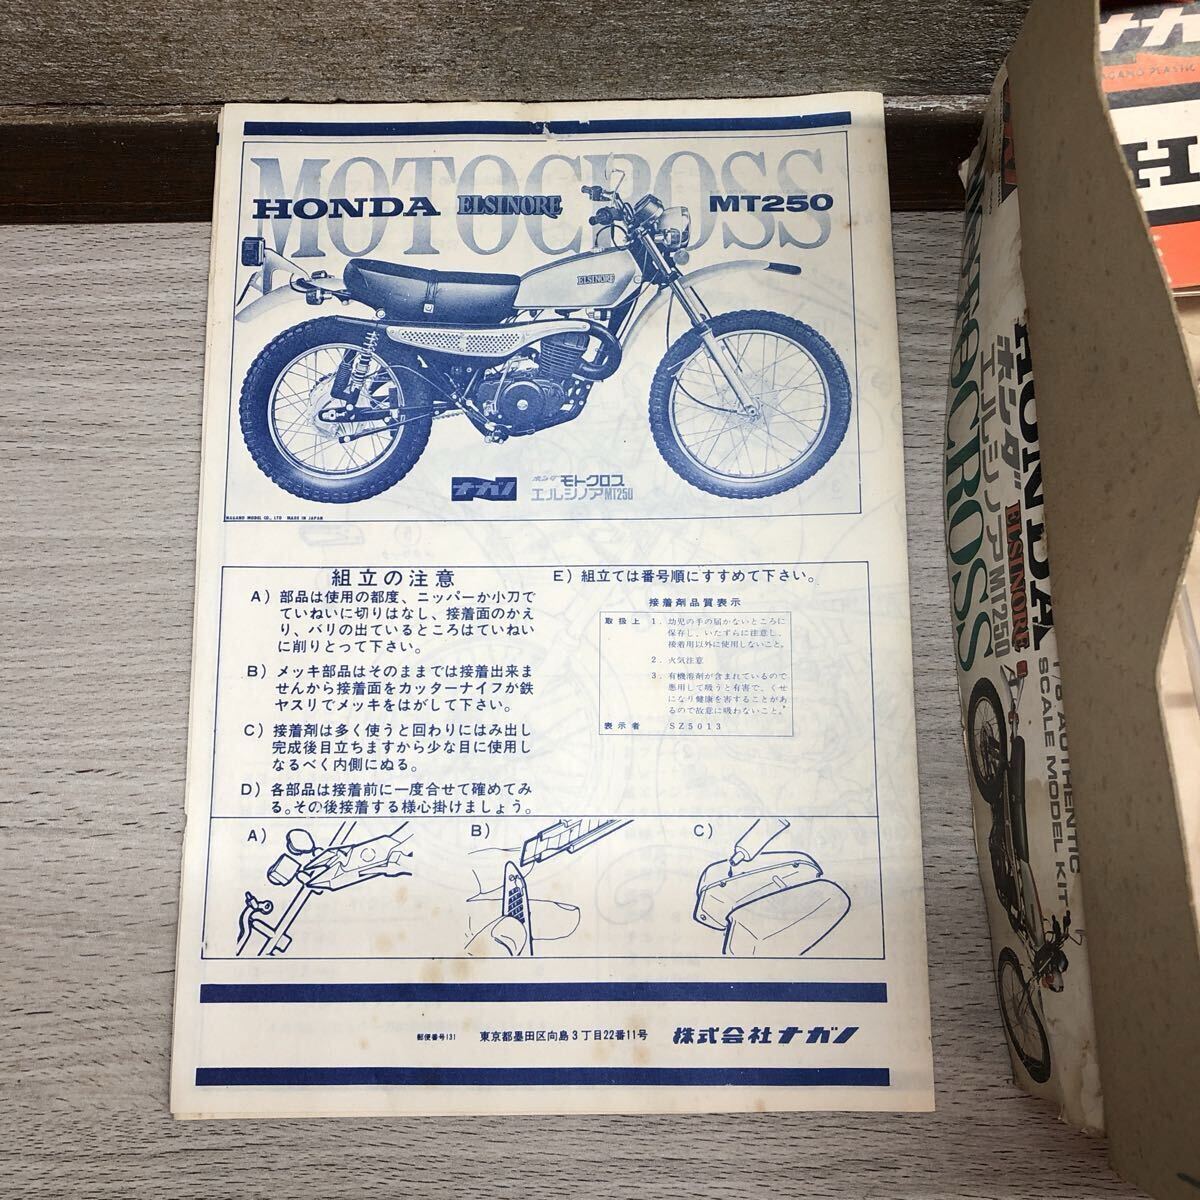 MOTOCROSS
HONDA ELSINORE MT250
ELSINORE
ナガノ
ホンダ モトクロス
エルシノアMT250
NAGANO MODEL CO., LTD MADE IN JAPAN
組立の注意
A) 部品は使用の都度、ニッパーか小刀で
ていねいに切りはなし、接着面のかえ
り、バリの出ているところはていねい
に削りとって下さい。
B) メッキ部品はそのままでは接着出来ま
せんから接着面をカッターナイフか鉄
ヤスリでメッキをはがして下さい。
C) 接着剤は多く使うと回わりにはみ出し
完成後目立ちますから少な目に使用し
なるべく内側にぬる。
D) 各部品は接着前に一度合せて確めてみ
る。その後接着する様心掛けましょう。
E) 組立ては番号順にすすめて下さい。
接着剤品質表示
取扱上 1. 幼児の手の届かないところに
保存し、いたずらに注意し、
接着用以外に使用しないこと。
2. 火気注意
3. 有機溶剤が含まれているので
悪用して吸うと有害で、くせ
になり健康を害することがあ
るので故意に吸わないこと。
表示者 SZ5013
A) B) C)
郵便番号131 東京都墨田区向島3丁目22番11号 株式会社ナガノ
MOTOCROSS
ホンダ
エルシノア
ELSINORE
MT250
HONDA
1/8 AUTHENTIC
SCALE MODEL KIT
ナガ
H